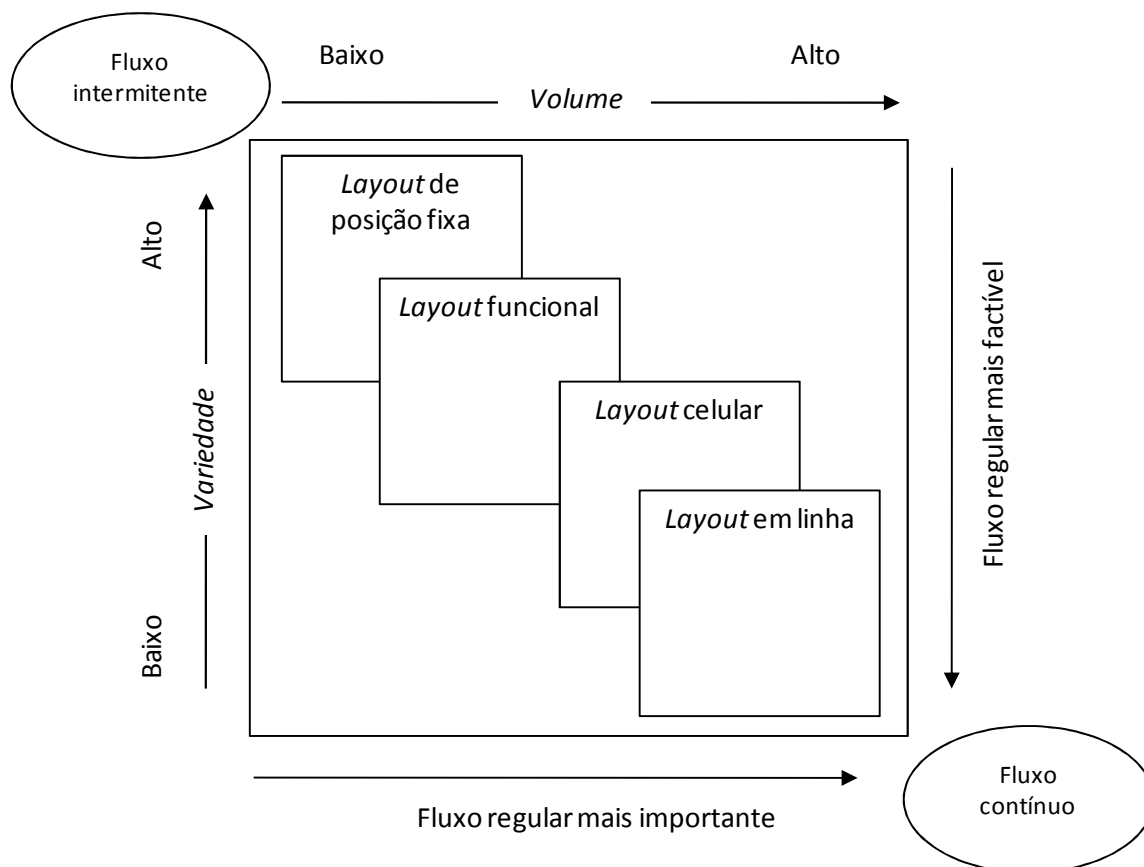 Fluxo
intermitente
Baixo
Alto
Volume
Layout de
posição fixa
Layout funcional
Layout celular
Layout em linha
Alto
Variedade
Baixo
Fluxo regular mais factível
Fluxo regular mais importante
Fluxo
contínuo